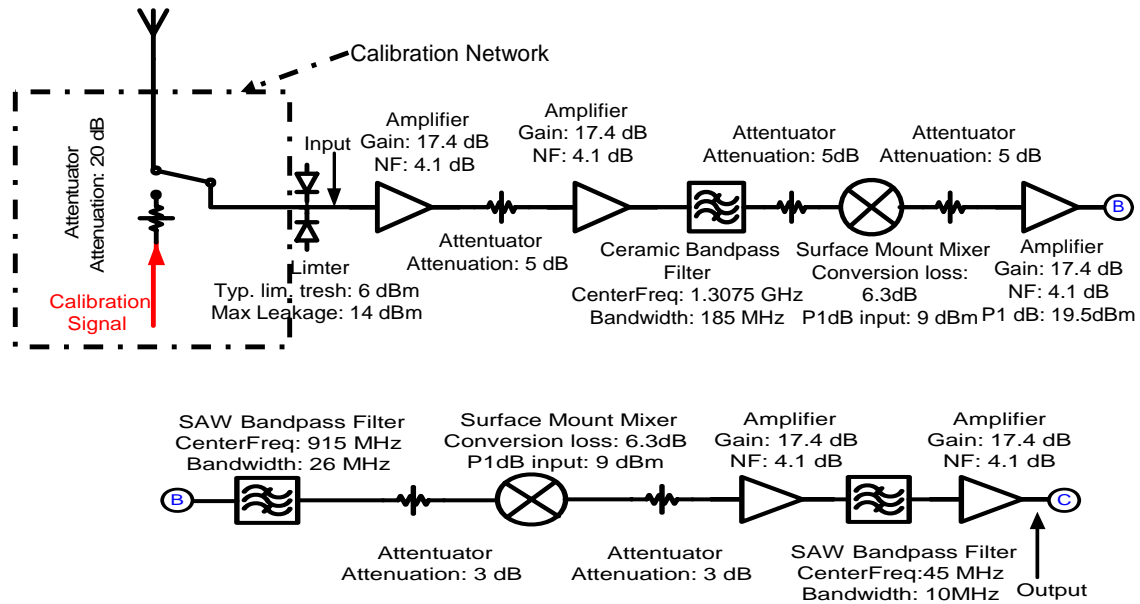 Calibration Network
Attentuator
Attenuation: 20 dB
Calibration
Signal
Input
Limter
Typ. lim. tresh: 6 dBm
Max Leakage: 14 dBm
Amplifier
Gain: 17.4 dB
NF: 4.1 dB
Attentuator
Attenuation: 5 dB
Amplifier
Gain: 17.4 dB
NF: 4.1 dB
Ceramic Bandpass
Filter
CenterFreq: 1.3075 GHz
Bandwidth: 185 MHz
Attentuator
Attenuation: 5dB
Surface Mount Mixer
Conversion loss:
6.3dB
P1dB input: 9 dBm
Attentuator
Attenuation: 5 dB
Amplifier
Gain: 17.4 dB
NF: 4.1 dB
P1 dB: 19.5dBm
B
B
SAW Bandpass Filter
CenterFreq: 915 MHz
Bandwidth: 26 MHz
Attentuator
Attenuation: 3 dB
Surface Mount Mixer
Conversion loss: 6.3dB
P1dB input: 9 dBm
Attentuator
Attenuation: 3 dB
Amplifier
Gain: 17.4 dB
NF: 4.1 dB
SAW Bandpass Filter
CenterFreq:45 MHz
Bandwidth: 10MHz
Amplifier
Gain: 17.4 dB
NF: 4.1 dB
C
Output